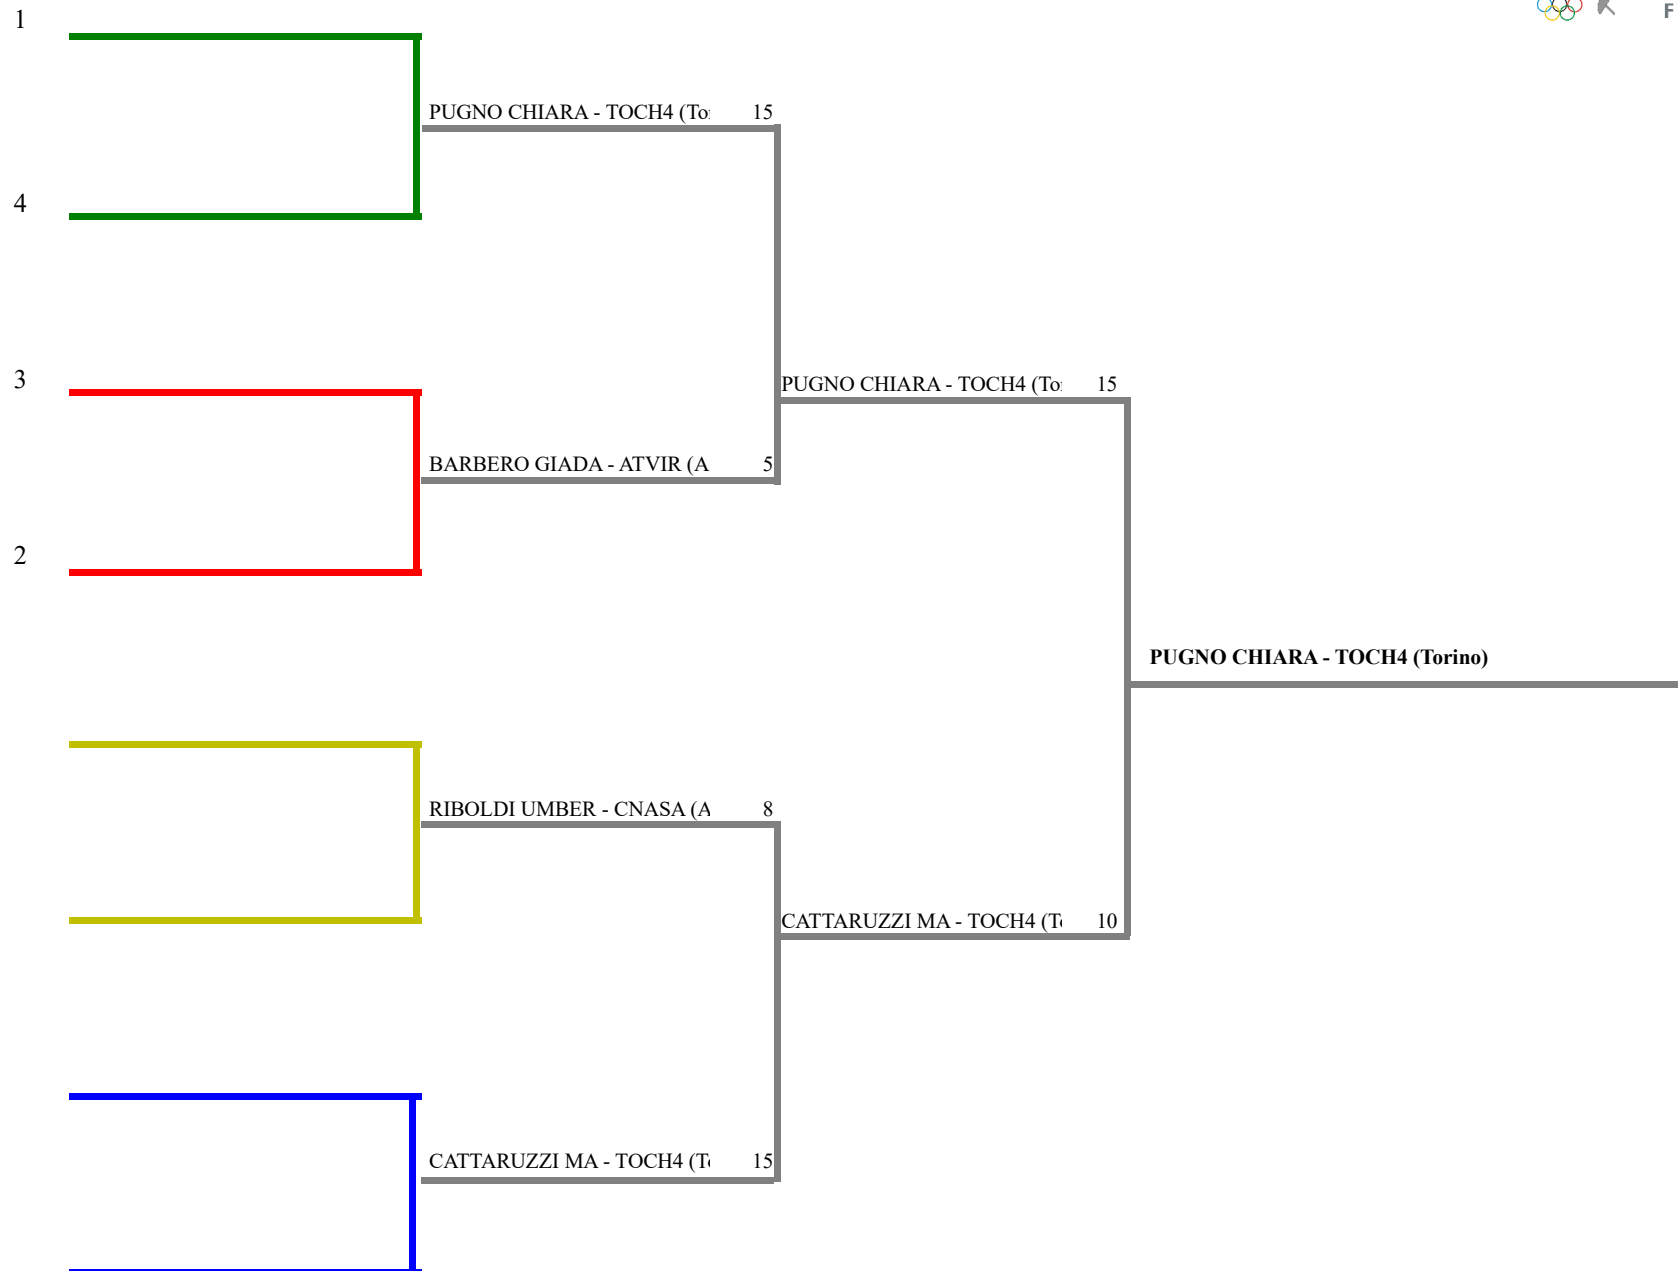 1
F
PUGNO CHIARA - TOCH4 (To
15
4
3
PUGNO CHIARA - TOCH4 (To
15
BARBERO GIADA - ATVIR (A
5
2
PUGNO CHIARA - TOCH4 (Torino)
RIBOLDI UMBER - CNASA (A
8
CATTARUZZI MA - TOCH4 (T
10
CATTARUZZI MA - TOCH4 (T
15